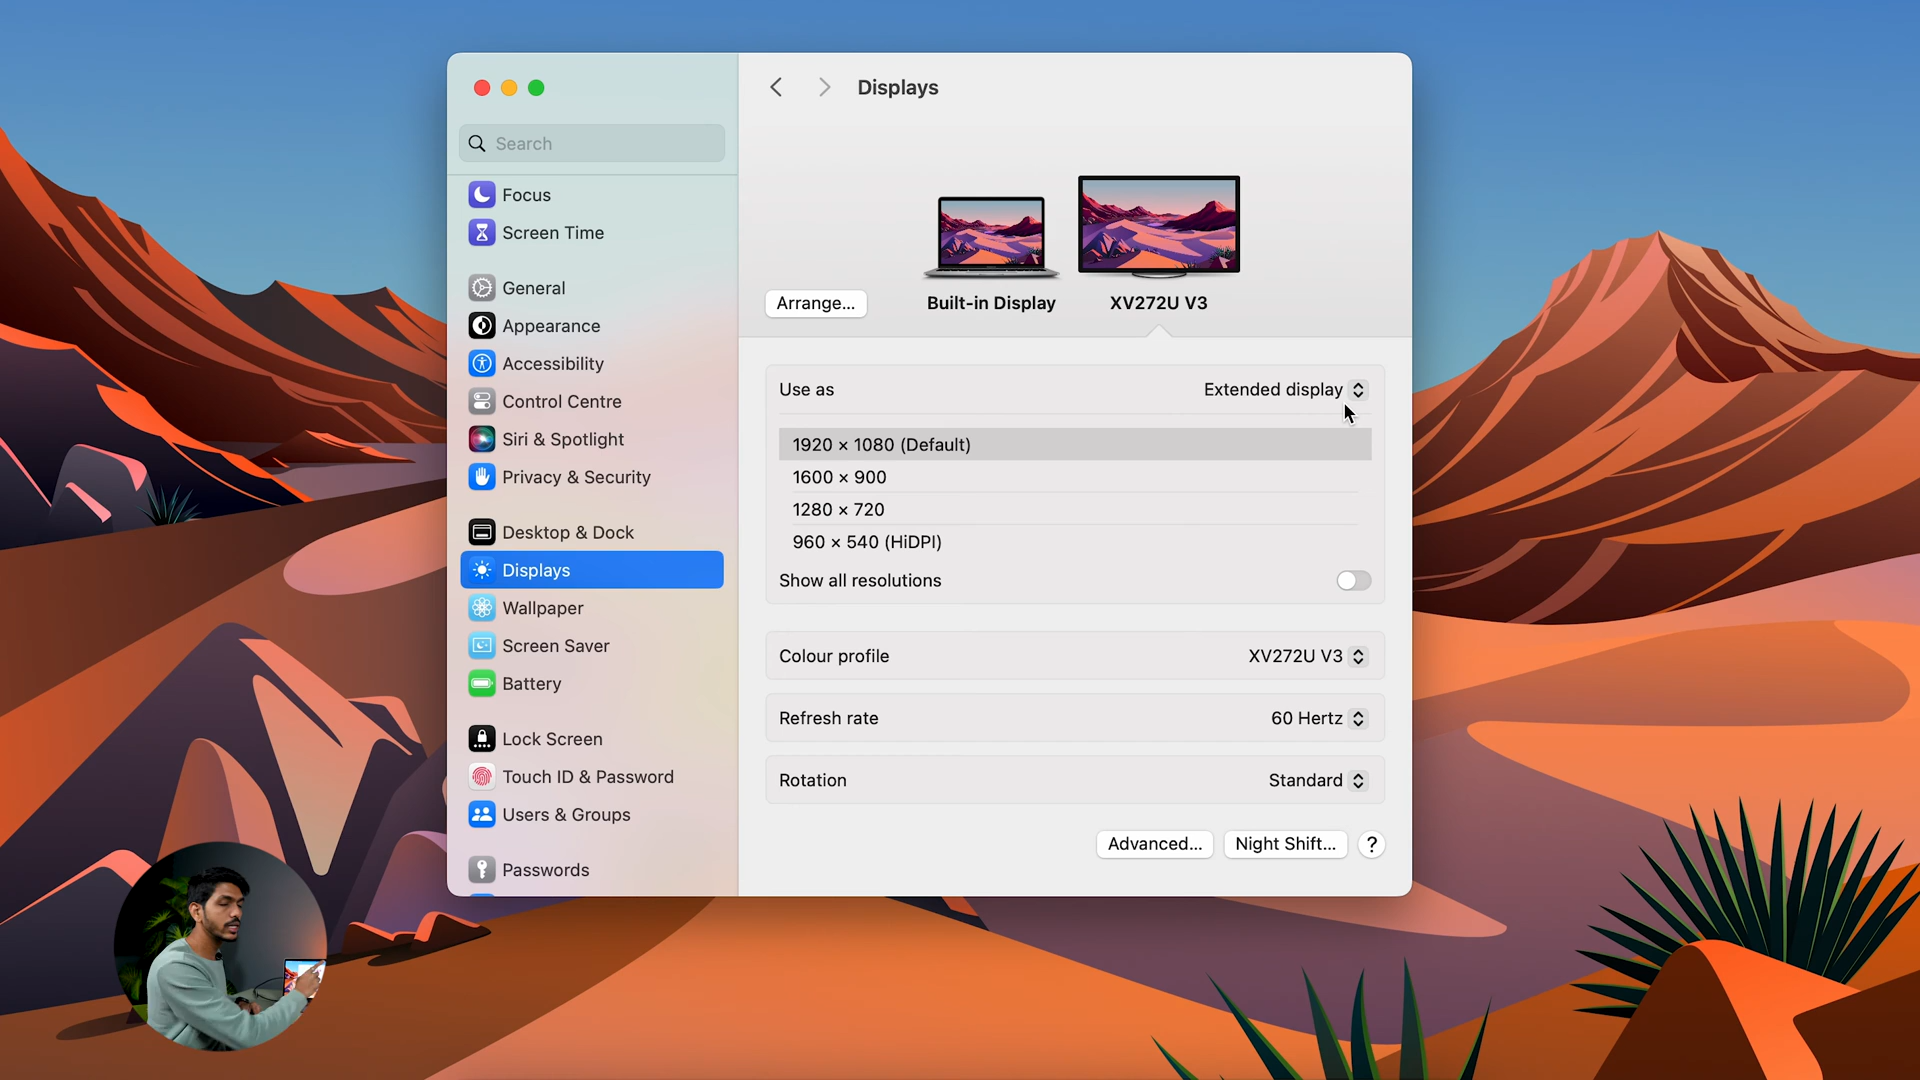 Displays
Search
Focus
Screen Time
General
Appearance
Accessibility
Control Centre
Siri & Spotlight
Privacy & Security
Desktop & Dock
Displays
Wallpaper
Screen Saver
Battery
Lock Screen
Touch ID & Password
Users & Groups
Passwords
Arrange...
Built-in Display
XV272U V3
Use as
Extended display
1920 × 1080 (Default)
1600 × 900
1280 × 720
960 × 540 (HiDPI)
Show all resolutions
Colour profile
XV272U V3
Refresh rate
60 Hertz
Rotation
Standard
Advanced...
Night Shift...
?